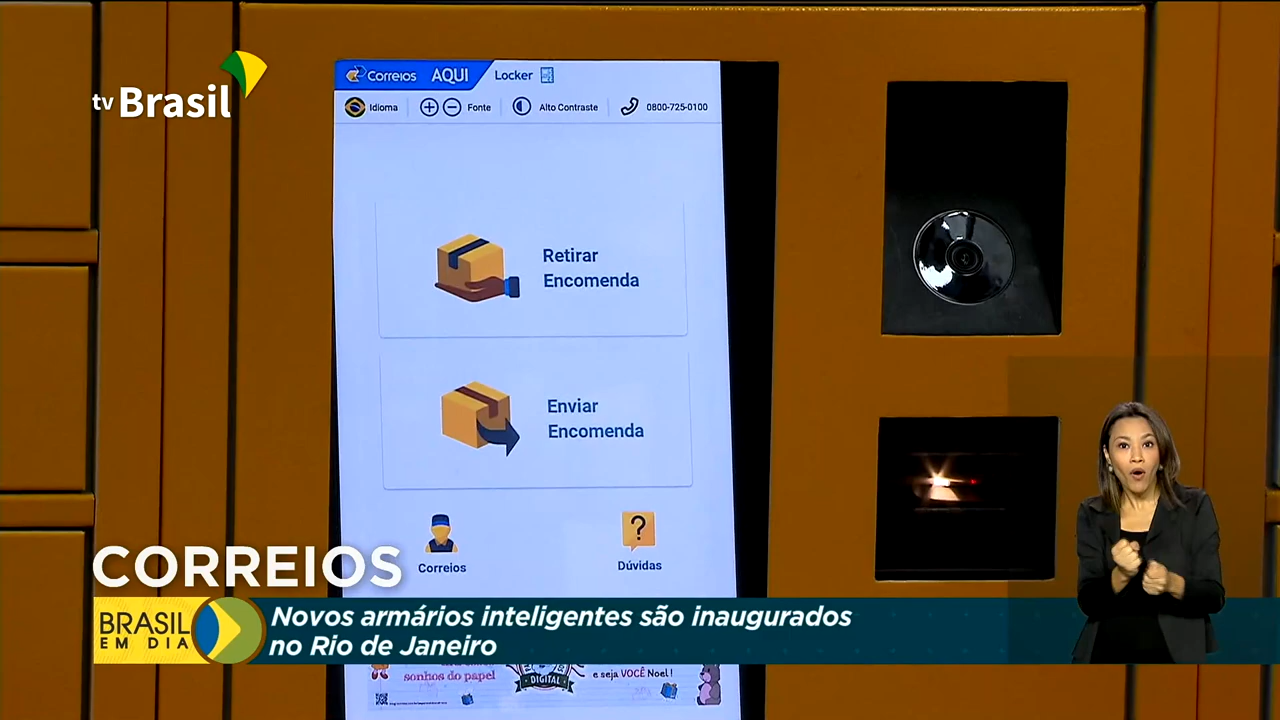 tv Brasil
Correios AQUI Locker
Idioma Fonte Alto Contraste 0800-725-0100
Retirar
Encomenda
Enviar
Encomenda
Correios
Dúvidas
CORREIOS
BRASIL
EM DIA
Novos armários inteligentes são inaugurados
no Rio de Janeiro
sonhos do papel
DIGITAL
e seja VOCÊ Noel!